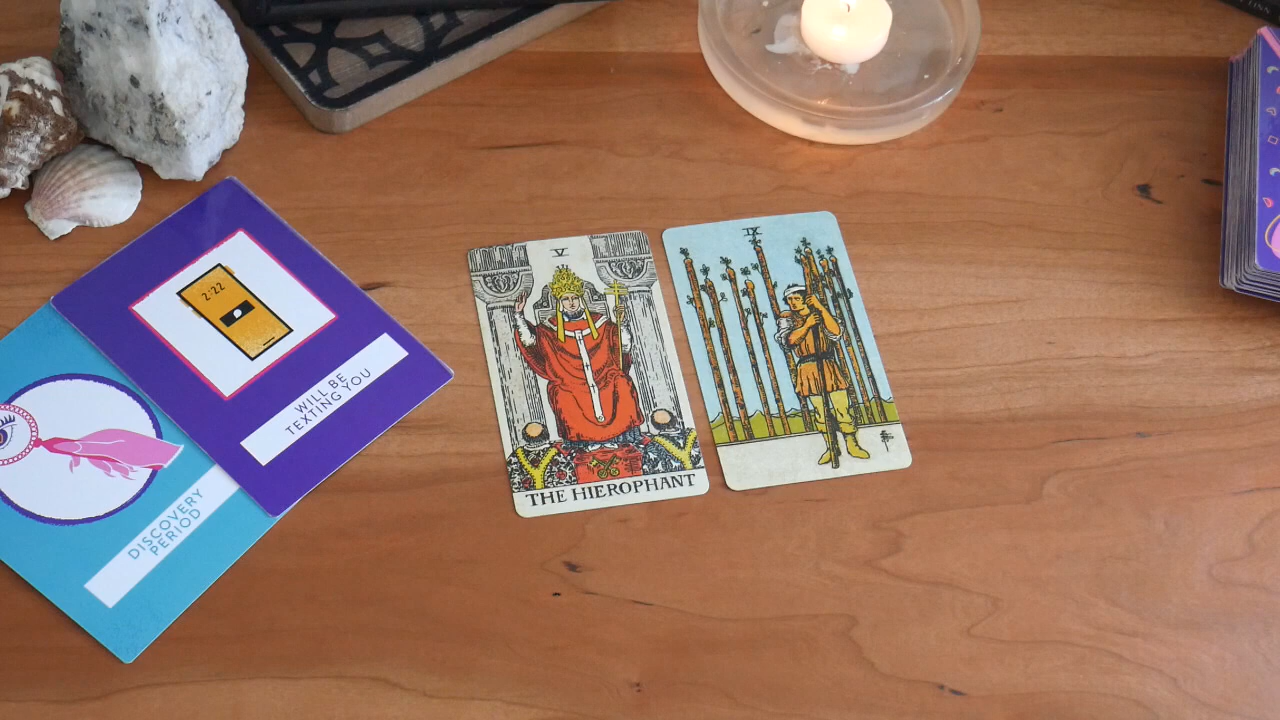 2:22
WILL BE
TEXTING YOU
DISCOVERY
PERIOD
V
THE HIEROPHANT
IX